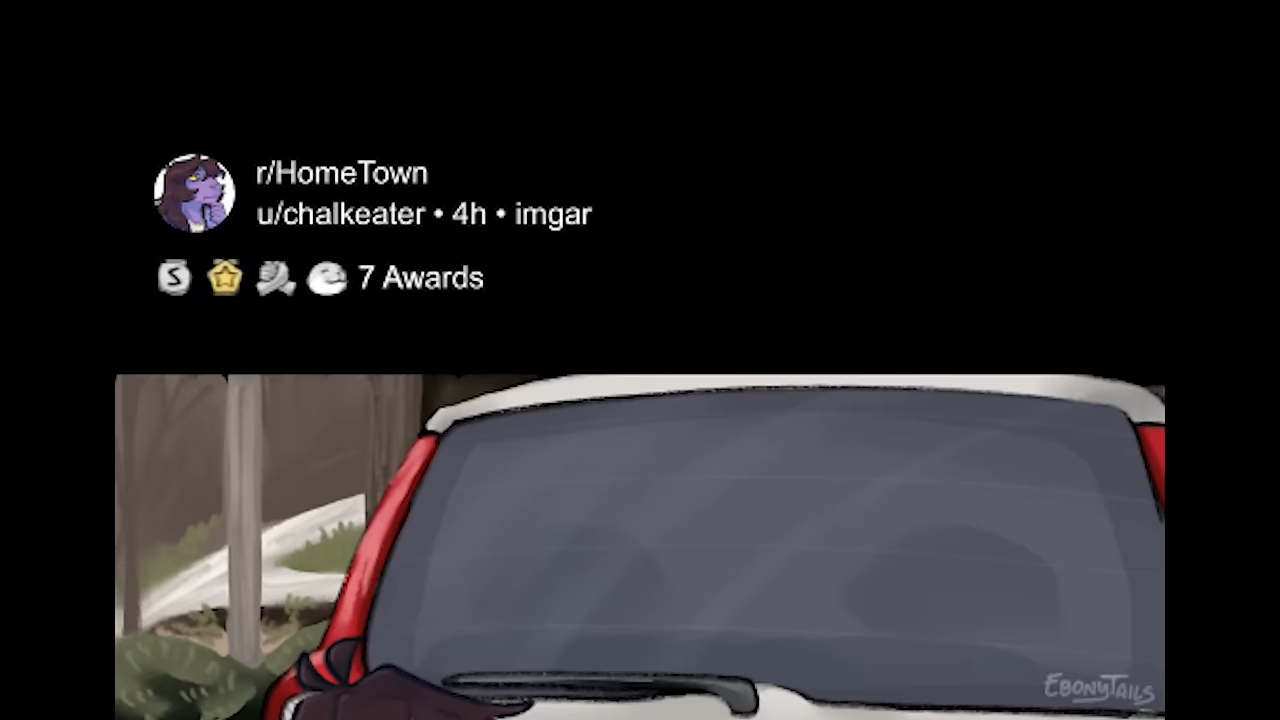 r/HomeTown
u/chalkeater • 4h • imgar
7 Awards
EBONYTAILS